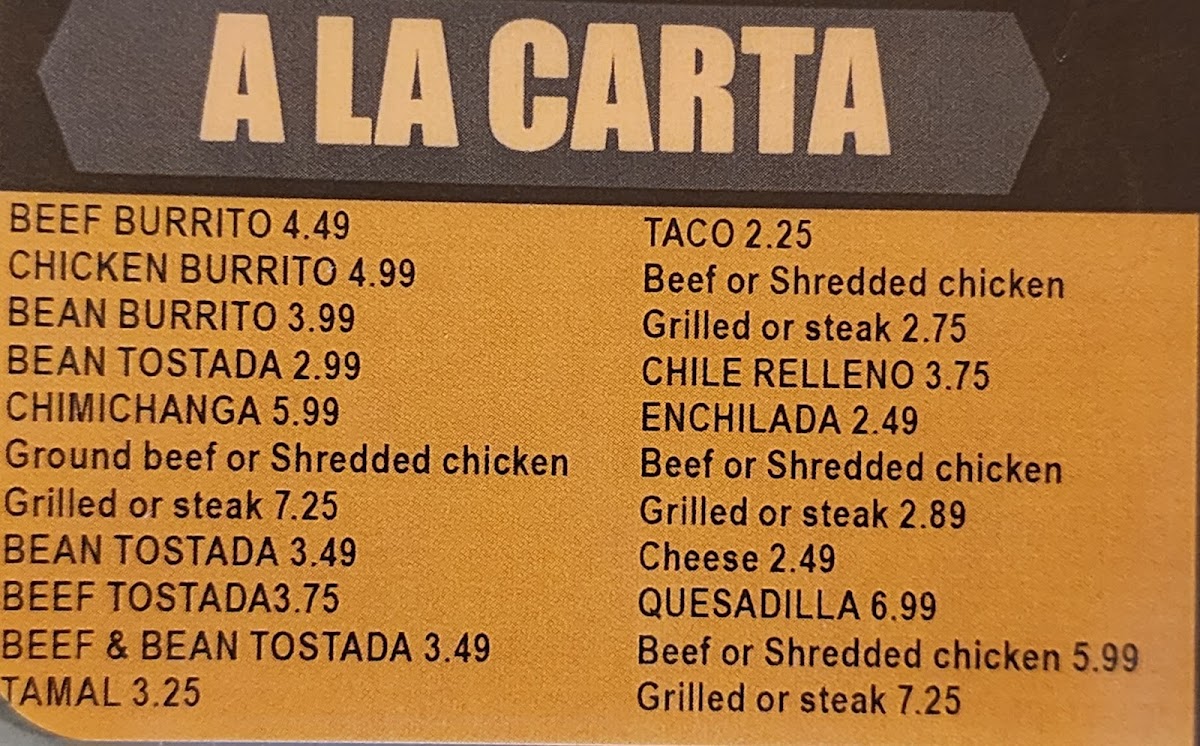 A LA CARTA
BEEF BURRITO 4.49
CHICKEN BURRITO 4.99
BEAN BURRITO 3.99
BEAN TOSTADA 2.99
CHIMICHANGA 5.99
Ground beef or Shredded chicken
Grilled or steak 7.25
BEAN TOSTADA 3.49
BEEF TOSTADA3.75
BEEF & BEAN TOSTADA 3.49
TAMAL 3.25
TACO 2.25
Beef or Shredded chicken
Grilled or steak 2.75
CHILE RELLENO 3.75
ENCHILADA 2.49
Beef or Shredded chicken
Grilled or steak 2.89
Cheese 2.49
QUESADILLA 6.99
Beef or Shredded chicken 5.99
Grilled or steak 7.25